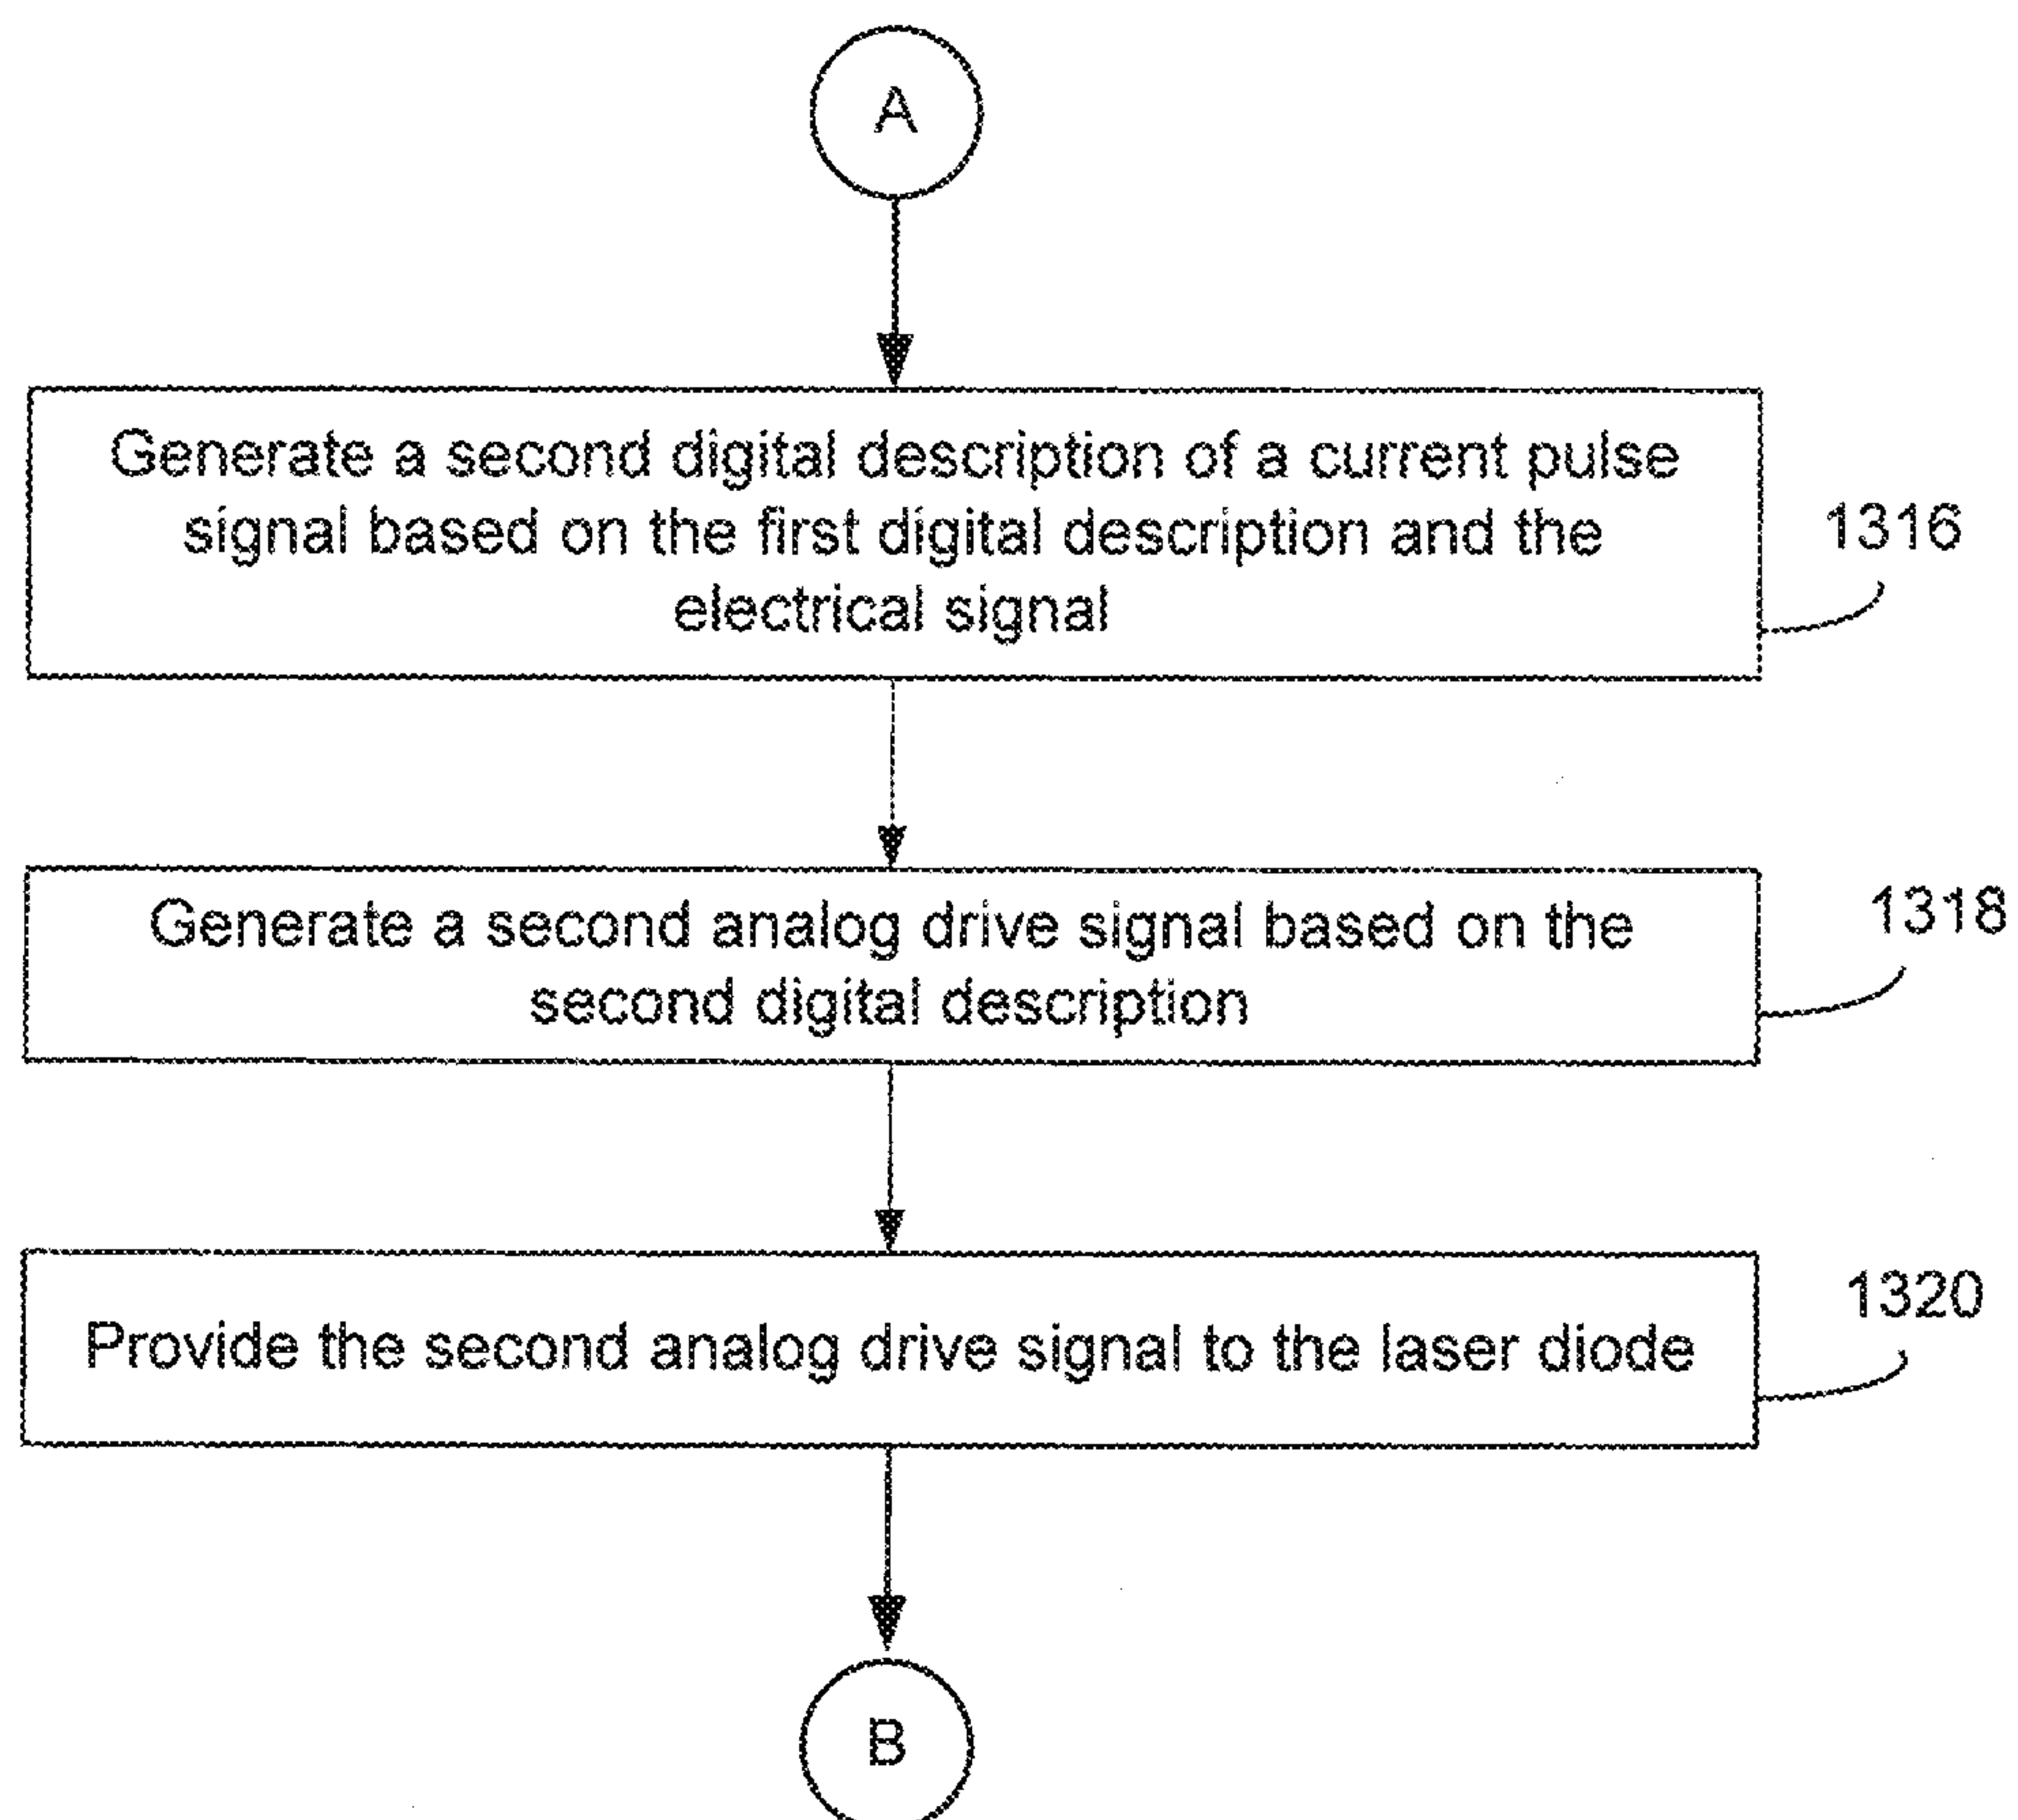 A
Generate a second digital description of a current pulse
signal based on the first digital description and the
electrical signal
1316
Generate a second analog drive signal based on the
second digital description
1318
Provide the second analog drive signal to the laser diode
1320
B